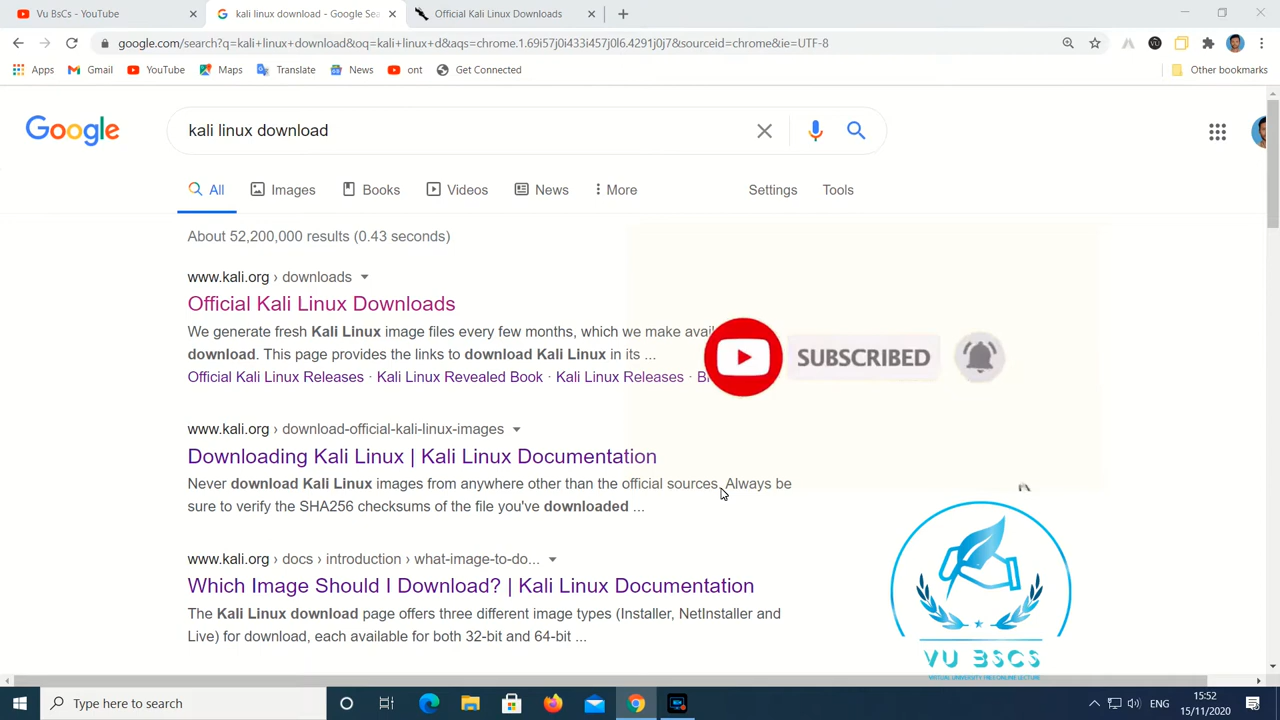 Vu BsCs - YouTube
kali linux download - Google Sea
Official Kali Linux Downloads
google.com/search?q=kali+linux+download&oq=kali+linux+d&aqs=chrome.1.69i57j0i433i457j0l6.4291j0j7&sourceid=chrome&ie=UTF-8
Apps
Gmail
YouTube
Maps
Translate
News
ont
Get Connected
Other bookmarks
Google
kali linux download
All
Images
Books
Videos
News
More
Settings
Tools
About 52,200,000 results (0.43 seconds)
www.kali.org › downloads
Official Kali Linux Downloads
We generate fresh Kali Linux image files every few months, which we make avail
download. This page provides the links to download Kali Linux in its ...
Official Kali Linux Releases · Kali Linux Revealed Book · Kali Linux Releases ·
SUBSCRIBED
www.kali.org › download-official-kali-linux-images
Downloading Kali Linux | Kali Linux Documentation
Never download Kali Linux images from anywhere other than the official sources. Always be
sure to verify the SHA256 checksums of the file you've downloaded ...
www.kali.org › docs › introduction › what-image-to-do...
Which Image Should I Download? | Kali Linux Documentation
The Kali Linux download page offers three different image types (Installer, NetInstaller and
Live) for download, each available for both 32-bit and 64-bit ...
VU BSCS
VIRTUAL UNIVERSITY FREE ONLINE LECTURE
Type here to search
ENG
15:52
15/11/2020